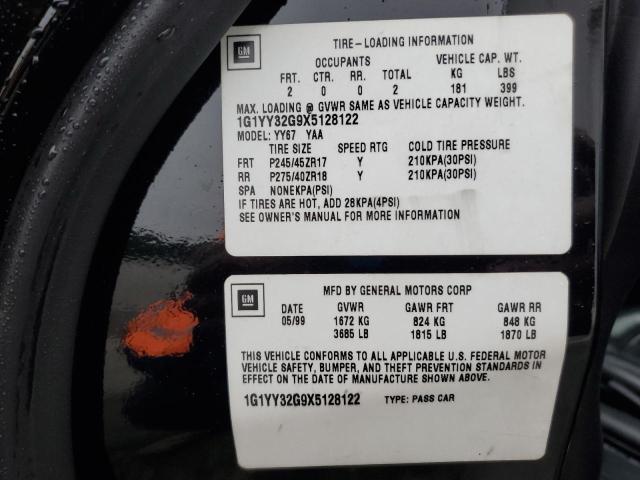 GM
TIRE-LOADING INFORMATION
OCCUPANTS VEHICLE CAP. WT.
FRT. CTR. RR. TOTAL KG LBS
2 0 0 2 181 399
MAX. LOADING @ GVWR SAME AS VEHICLE CAPACITY WEIGHT.
1G1YY32G9X5128122
MODEL: YY67 YAA
TIRE SIZE SPEED RTG COLD TIRE PRESSURE
FRT P245/45ZR17 Y 210KPA(30PSI)
RR P275/40ZR18 Y 210KPA(30PSI)
SPA NONEKPA(PSI)
IF TIRES ARE HOT, ADD 28KPA(4PSI)
SEE OWNER'S MANUAL FOR MORE INFORMATION
GM
MFD BY GENERAL MOTORS CORP
DATE GVWR GAWR FRT GAWR RR
05/99 1672 KG 824 KG 848 KG
3685 LB 1815 LB 1870 LB
THIS VEHICLE CONFORMS TO ALL APPLICABLE U.S. FEDERAL MOTOR
VEHICLE SAFETY, BUMPER, AND THEFT PREVENTION STANDARDS IN
EFFECT ON THE DATE OF MANUFACTURE SHOWN ABOVE.
1G1YY32G9X5128122 TYPE: PASS CAR